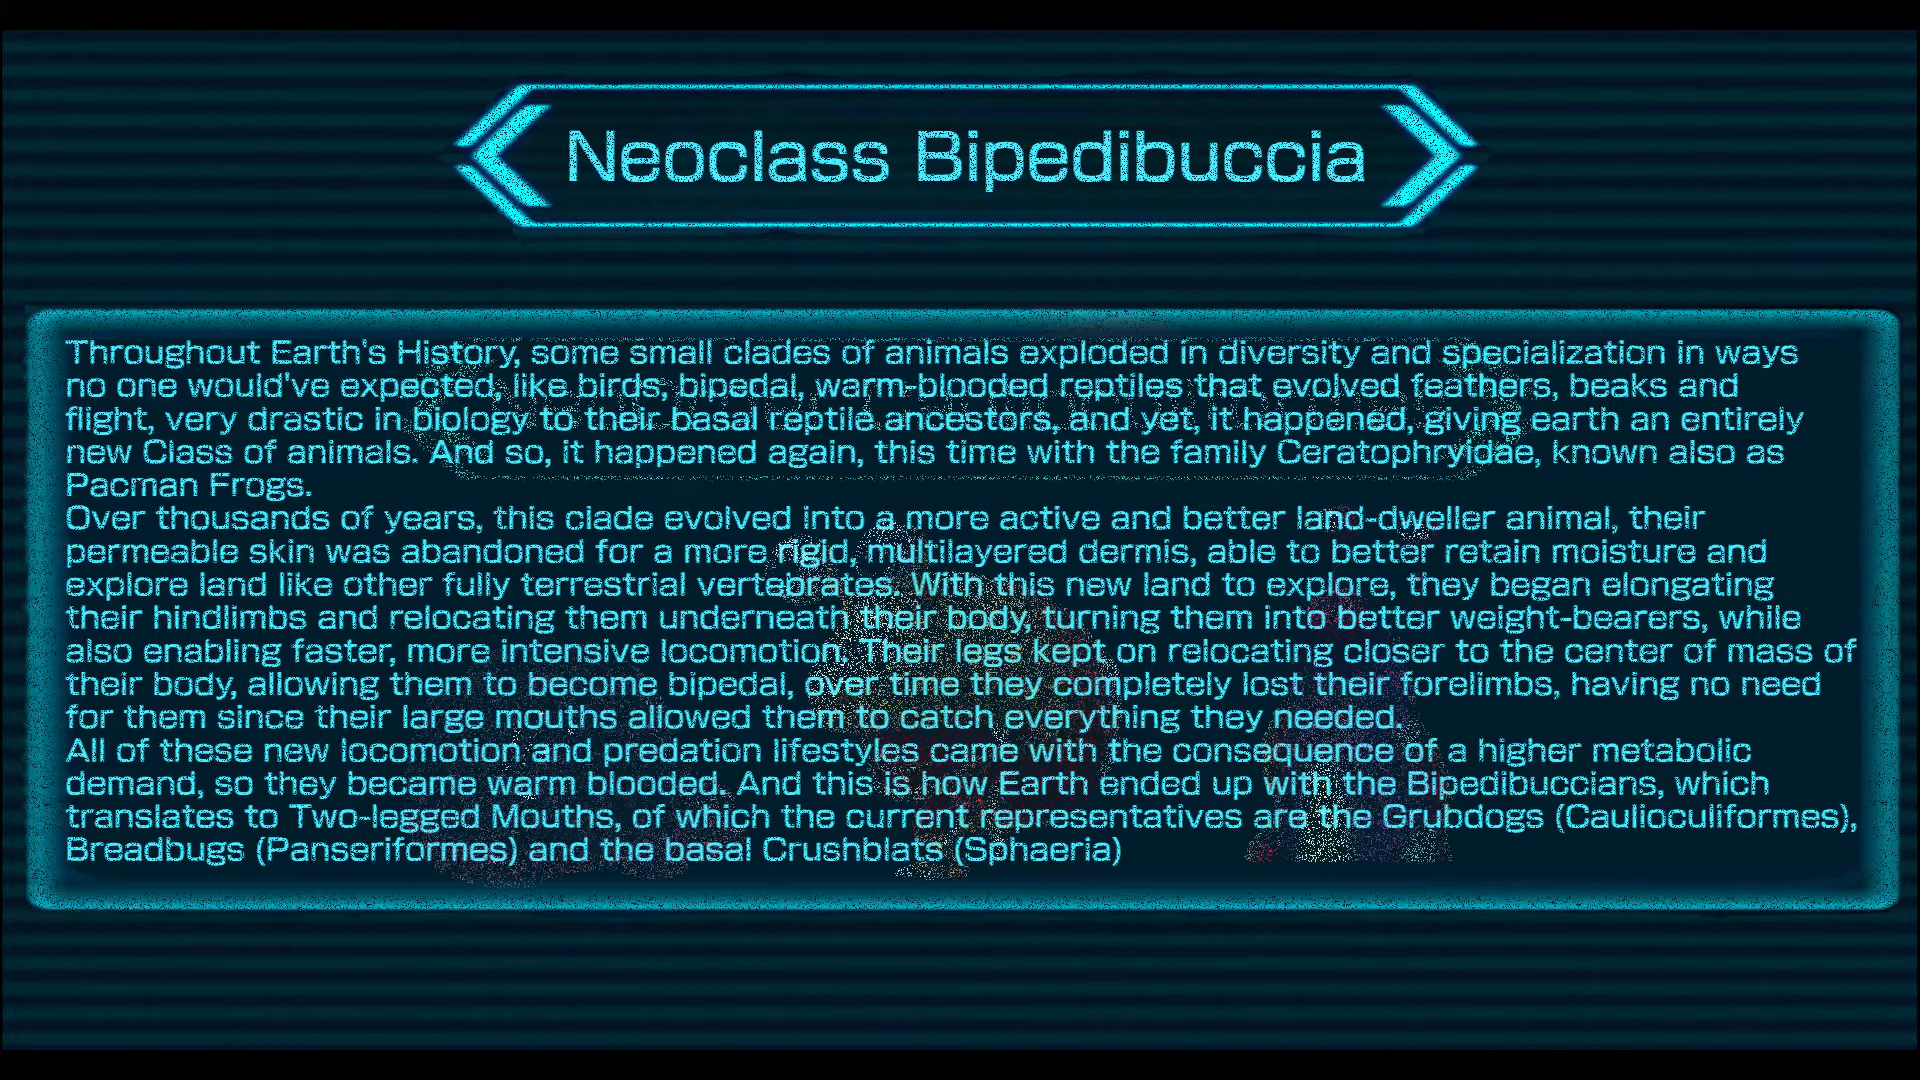 Neoclass Bipedibuccia
Throughout Earth's History, some small clades of animals exploded in diversity and specialization in ways
no one would've expected, like birds, bipedal, warm-blooded reptiles that evolved feathers, beaks and
flight, very drastic in biology to their basal reptile ancestors, and yet, it happened, giving earth an entirely
new Class of animals. And so, it happened again, this time with the family Ceratophryidae, known also as
Pacman Frogs.
Over thousands of years, this clade evolved into a more active and better land-dweller animal, their
permeable skin was abandoned for a more rigid, multilayered dermis, able to better retain moisture and
explore land like other fully terrestrial vertebrates. With this new land to explore, they began elongating
their hindlimbs and relocating them underneath their body, turning them into better weight-bearers, while
also enabling faster, more intensive locomotion. Their legs kept on relocating closer to the center of mass of
their body, allowing them to become bipedal, over time they completely lost their forelimbs, having no need
for them since their large mouths allowed them to catch everything they needed.
All of these new locomotion and predation lifestyles came with the consequence of a higher metabolic
demand, so they became warm blooded. And this is how Earth ended up with the Bipedibuccians, which
translates to Two-legged Mouths, of which the current representatives are the Grubdogs (Caulioculiformes),
Breadbugs (Panseriformes) and the basal Crushblats (Sphaeria)